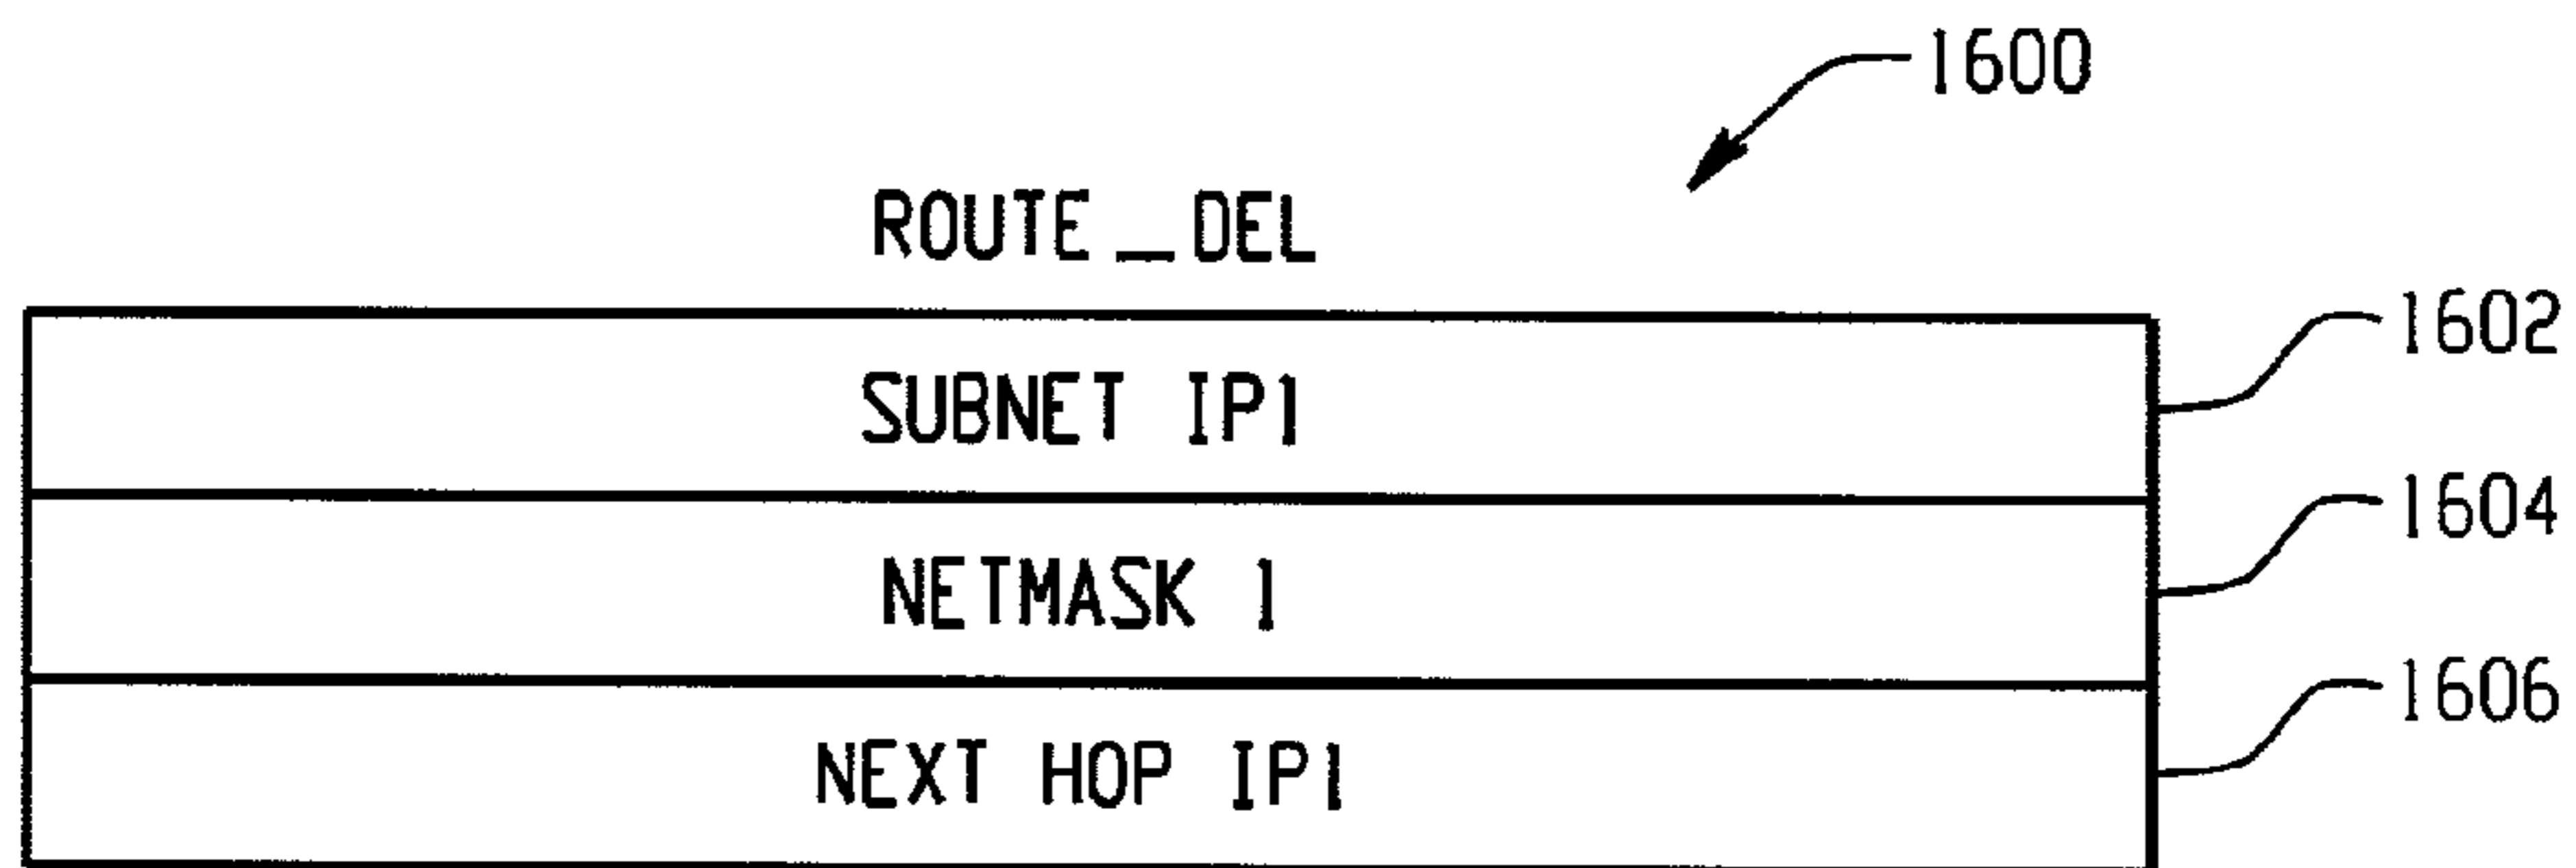 1600
ROUTE_DEL
SUBNET IP1
1602
NETMASK 1
1604
NEXT HOP IP1
1606